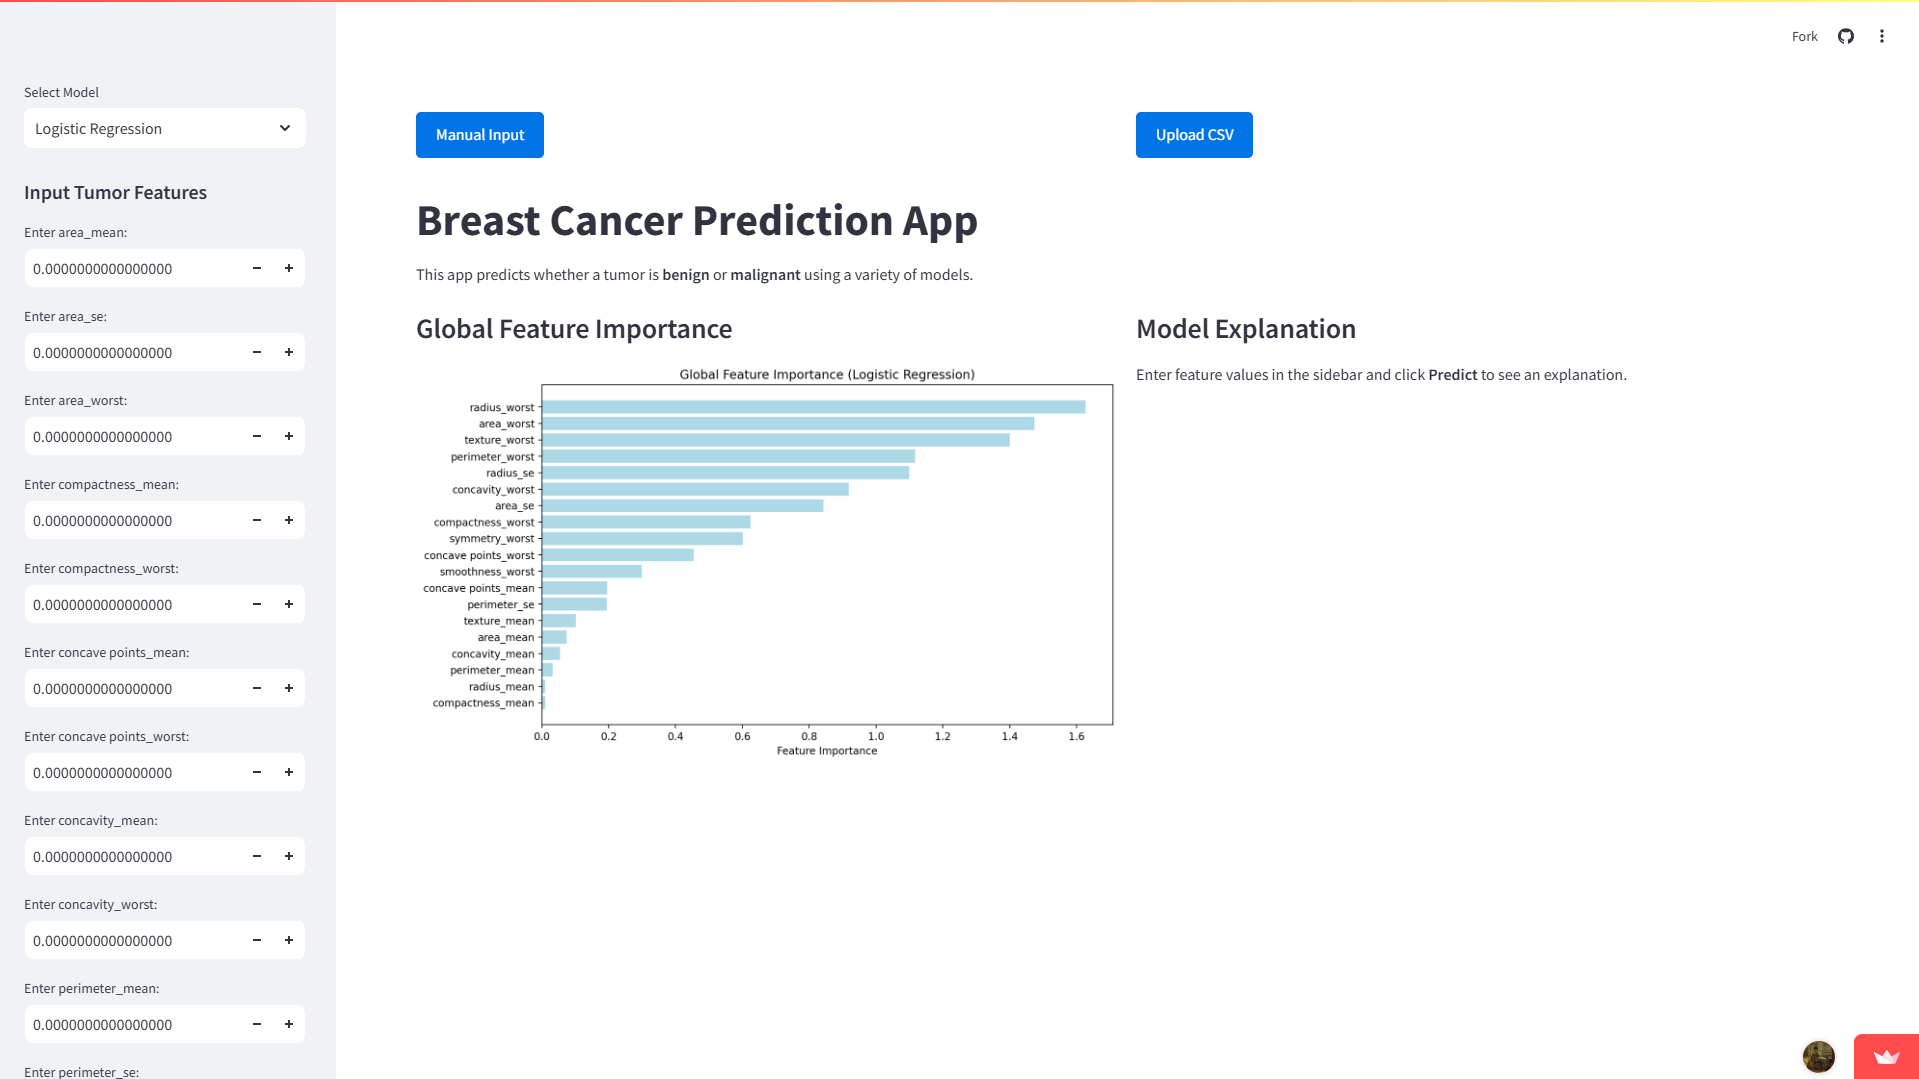 Fork
Select Model
Logistic Regression
Input Tumor Features
Enter area_mean:
0.0000000000000000
Enter area_se:
0.0000000000000000
Enter area_worst:
0.0000000000000000
Enter compactness_mean:
0.0000000000000000
Enter compactness_worst:
0.0000000000000000
Enter concave points_mean:
0.0000000000000000
Enter concave points_worst:
0.0000000000000000
Enter concavity_mean:
0.0000000000000000
Enter concavity_worst:
0.0000000000000000
Enter perimeter_mean:
0.0000000000000000
Enter perimeter_se:
Manual Input
Upload CSV
Breast Cancer Prediction App
This app predicts whether a tumor is benign or malignant using a variety of models.
Global Feature Importance
Global Feature Importance (Logistic Regression)
radius_worst
area_worst
texture_worst
perimeter_worst
radius_se
concavity_worst
area_se
compactness_worst
symmetry_worst
concave points_worst
smoothness_worst
concave points_mean
perimeter_se
texture_mean
area_mean
concavity_mean
perimeter_mean
radius_mean
compactness_mean
0.0 0.2 0.4 0.6 0.8 1.0 1.2 1.4 1.6
Feature Importance
Model Explanation
Enter feature values in the sidebar and click Predict to see an explanation.